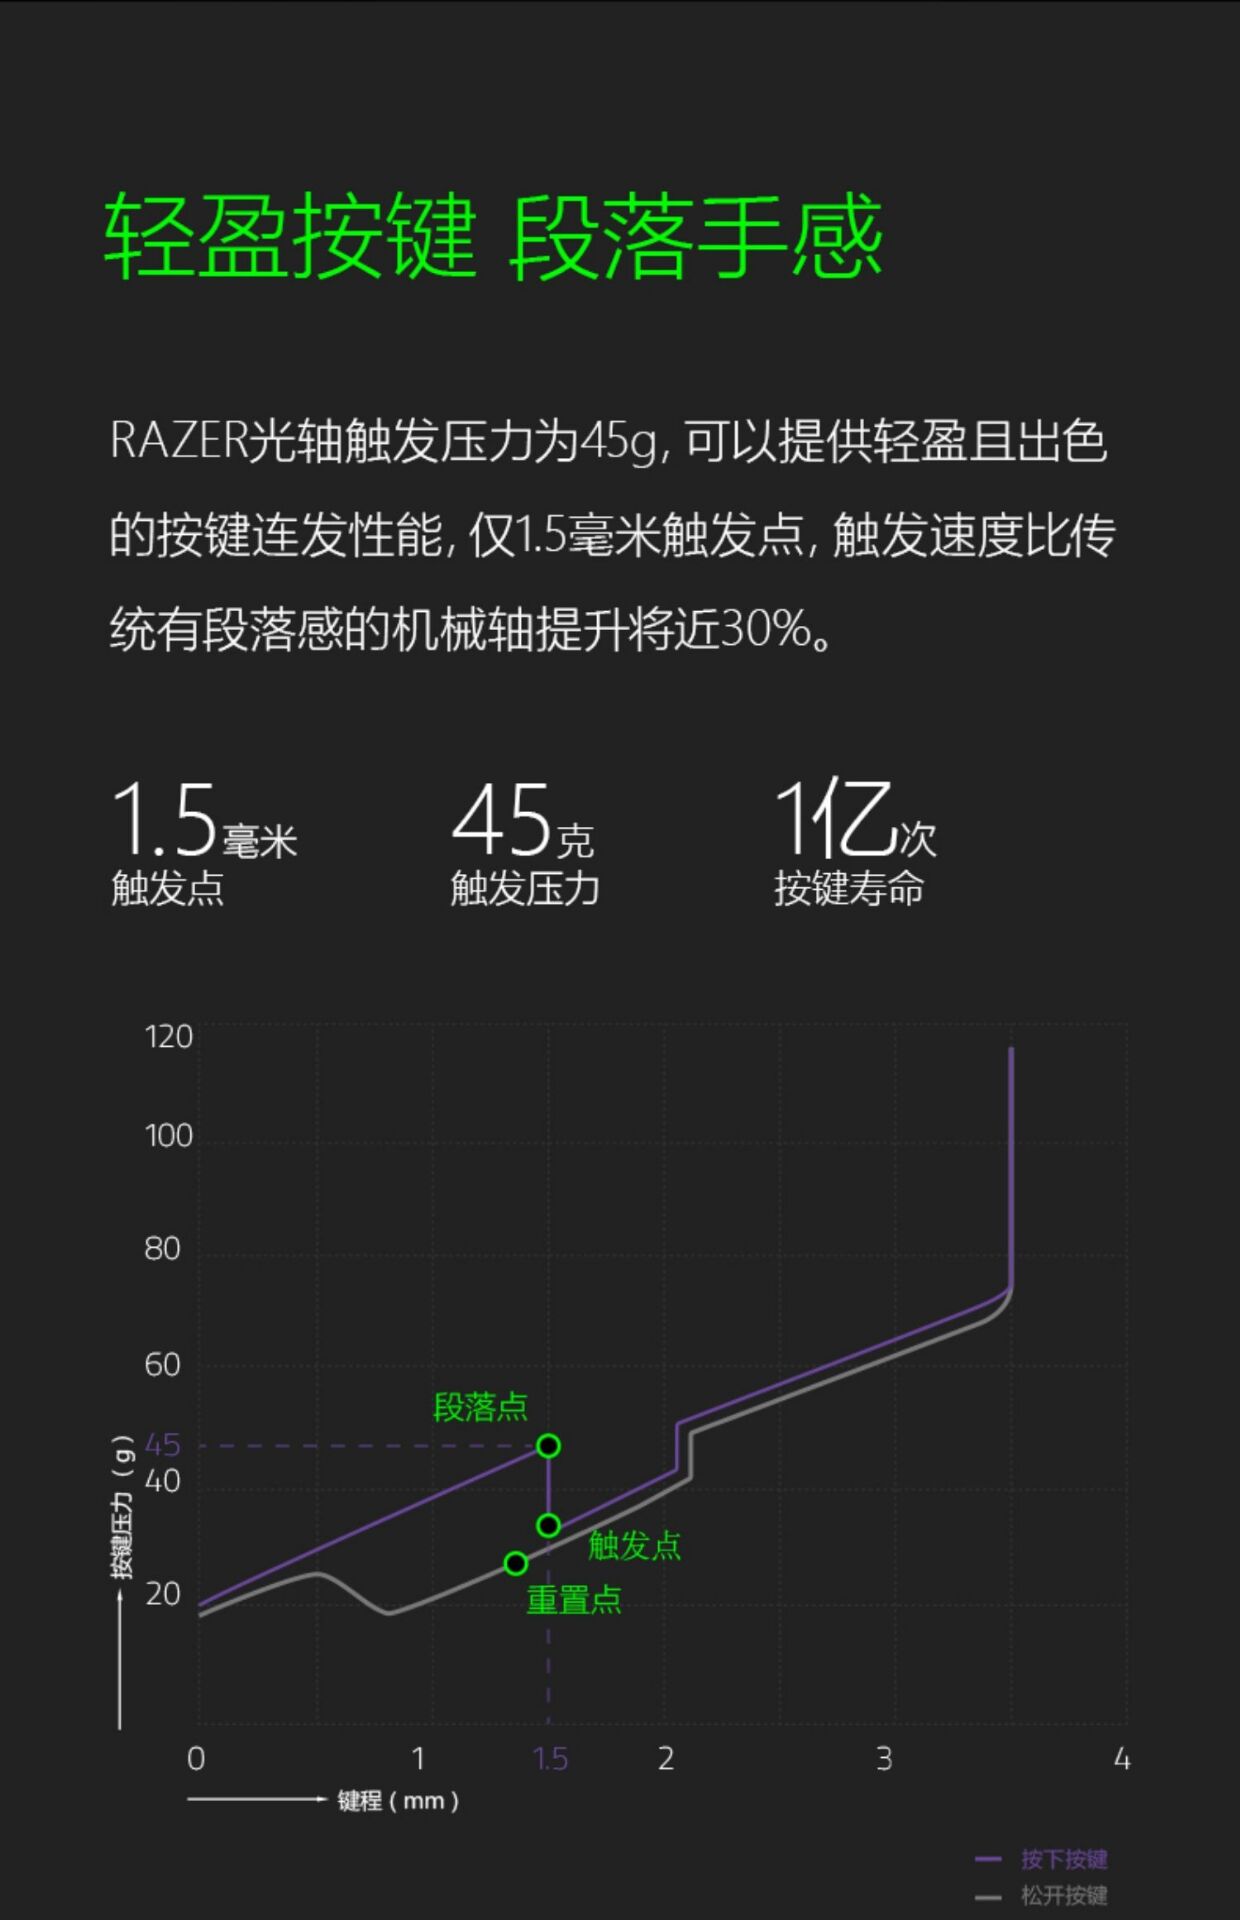 轻盈按键 段落手感
RAZER光轴触发压力为45g, 可以提供轻盈且出色
的按键连发性能, 仅1.5毫米触发点, 触发速度比传
统有段落感的机械轴提升将近30%。
1.5毫米 45克 1亿次
触发点 触发压力 按键寿命
120
100
80
60
段落点
45
40
触发点
20
重置点
按键压力 (g)
0 1 1.5 2 3 4
键程 (mm)
按下按键
松开按键